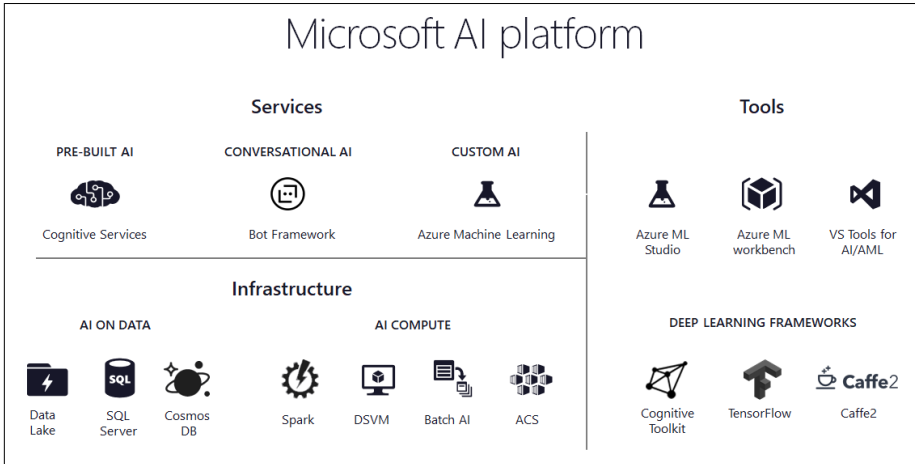 Microsoft AI platform
Services
PRE-BUILT AI
CONVERSATIONAL AI
CUSTOM AI
Cognitive Services
Bot Framework
Azure Machine Learning
Infrastructure
AI ON DATA
AI COMPUTE
SQL
Data
Lake
SQL
Server
Cosmos
DB
Spark
DSVM
Batch AI
ACS
Tools
Azure ML
Studio
Azure ML
workbench
VS Tools for
AI/AML
DEEP LEARNING FRAMEWORKS
Caffe2
Cognitive
Toolkit
TensorFlow
Caffe2